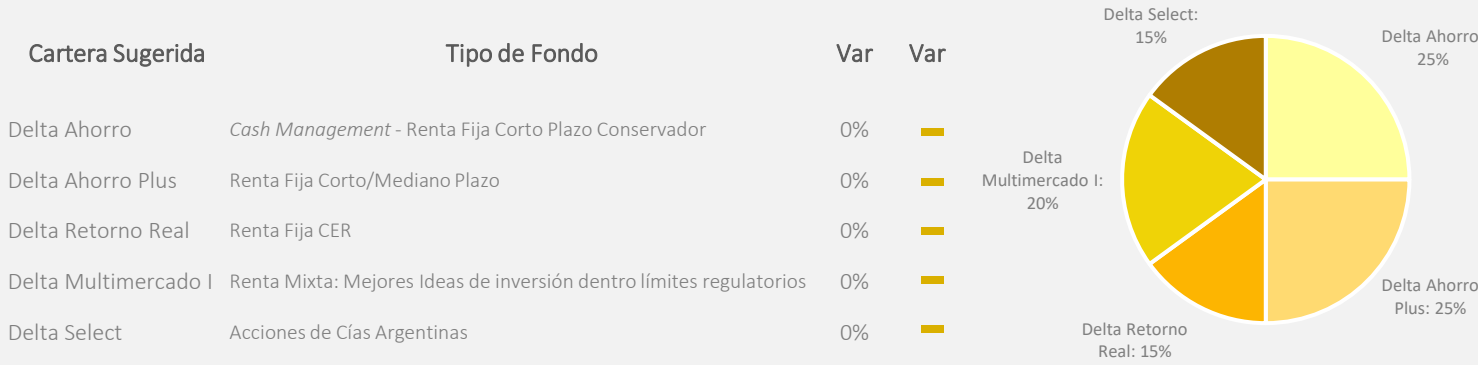 Cartera Sugerida Tipo de Fondo Var Var
Delta Ahorro Cash Management - Renta Fija Corto Plazo Conservador 0%
Delta Ahorro Plus Renta Fija Corto/Mediano Plazo 0%
Delta Retorno Real Renta Fija CER 0%
Delta Multimercado I Renta Mixta: Mejores Ideas de inversión dentro límites regulatorios 0%
Delta Select Acciones de Cías Argentinas 0%
Delta Select:
15%
Delta Ahorro
25%
Delta
Multimercado I:
20%
Delta Ahorro
Plus: 25%
Delta Retorno
Real: 15%